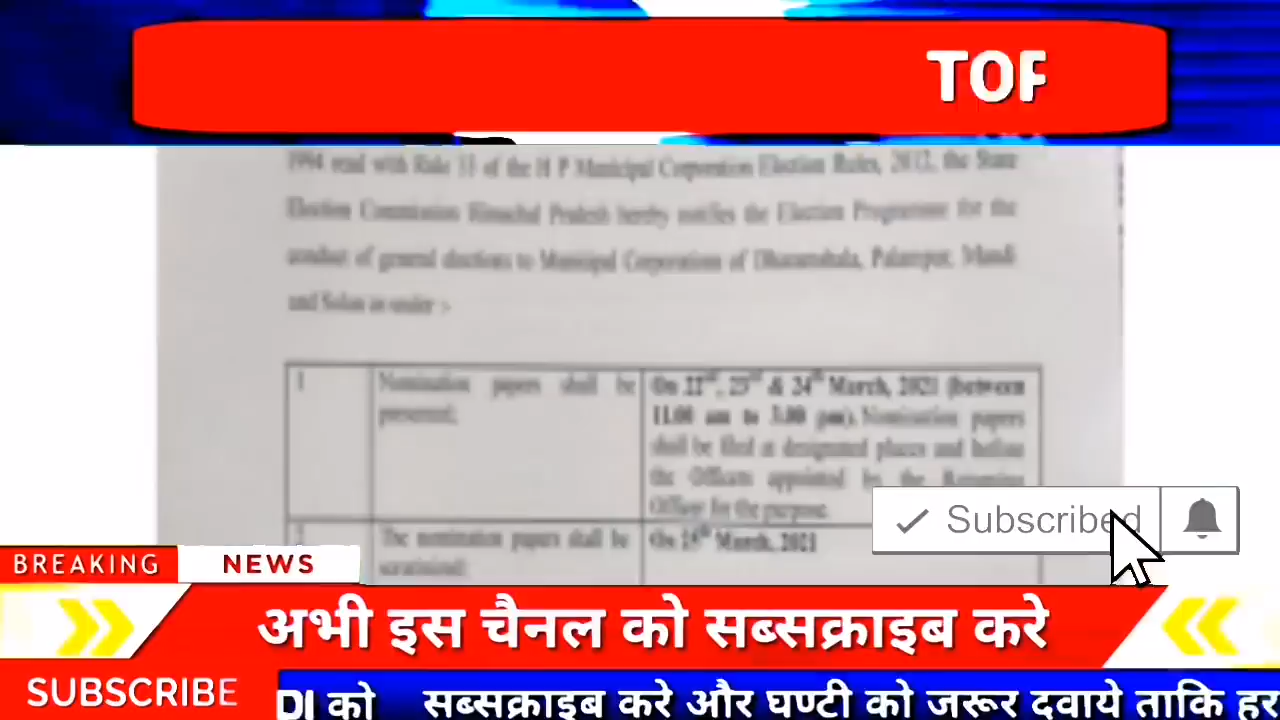 TOP
1994 read with Rule 33 of the H P Municipal Corporation Election Rules, 2012, the State
Election Commission Himachal Pradesh hereby notifies the Election Programme for the
conduct of general elections to Municipal Corporations of Dharamshala, Palampur, Mandi
and Solan as under :-
1
Nomination papers shall be
presented;
On 22nd, 23rd & 24th March, 2021 (between
11.00 am to 3.00 pm). Nomination papers
shall be filed at designated places and before
the Officers appointed by the Returning
Officer for the purpose.
The nomination papers shall be
scrutinized;
On 25th March, 2021
Subscribed
BREAKING NEWS
अभी इस चैनल को सब्सक्राइब करे
SUBSCRIBE
DI को सब्सक्राइब करे और घण्टी को जरूर दवाये ताकि हर